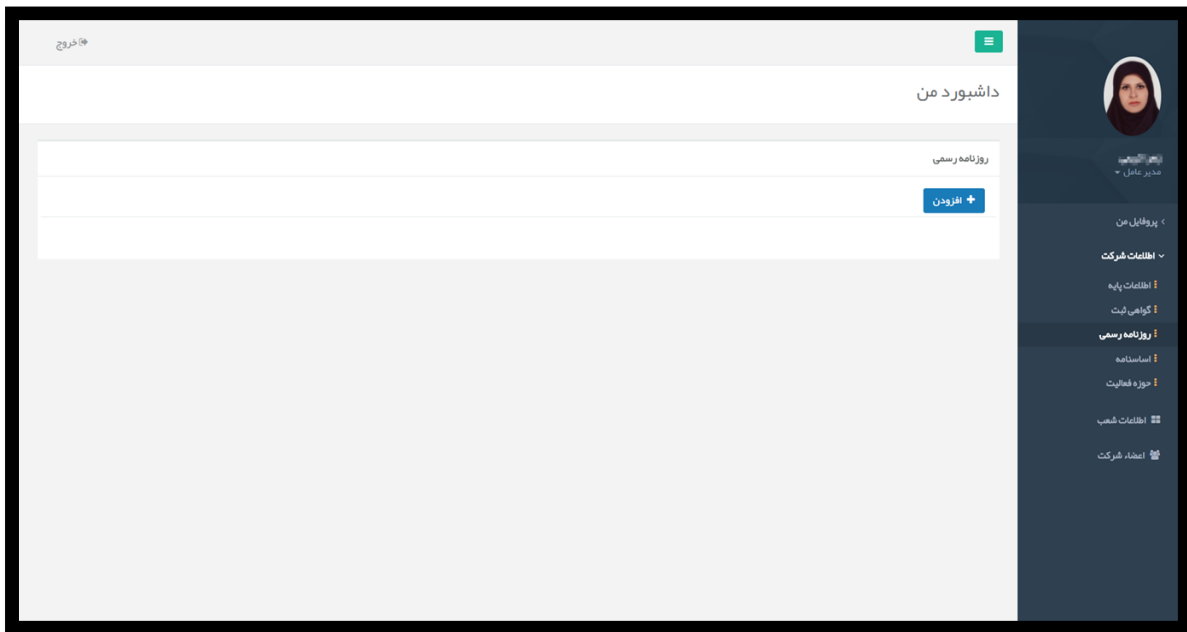 خروج
داشبورد من
روزنامه رسمی
افزودن
مدیر عامل
پروفایل من
اطلاعات شرکت
اطلاعات پایه
گواهی ثبت
روزنامه رسمی
اساسنامه
حوزه فعالیت
اطلاعات شعب
اعضاء شرکت